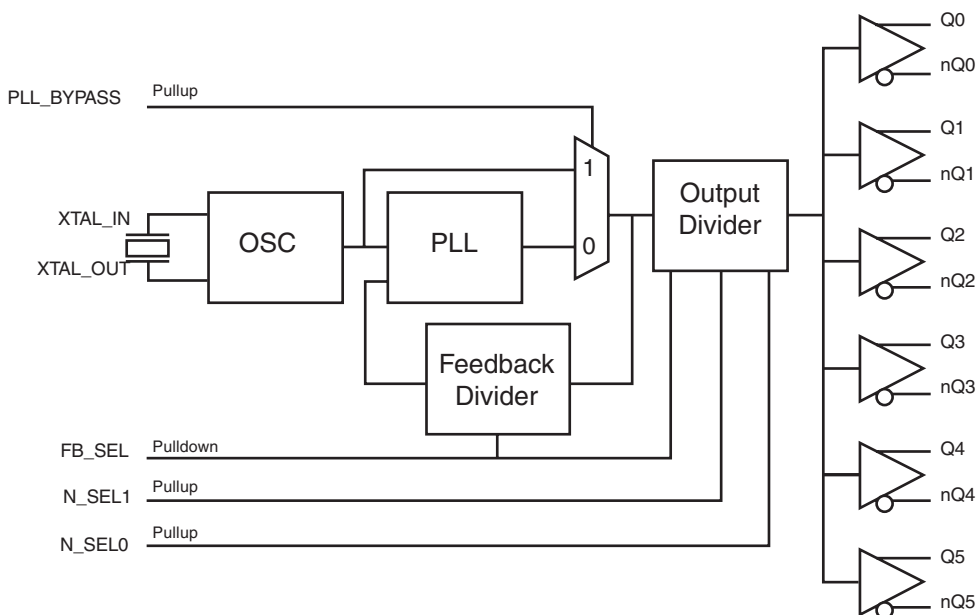 PLL_BYPASS
Pullup
XTAL_IN
XTAL_OUT
OSC
PLL
1
0
Output
Divider
Feedback
Divider
FB_SEL
Pulldown
N_SEL1
Pullup
N_SEL0
Pullup
Q0
nQ0
Q1
nQ1
Q2
nQ2
Q3
nQ3
Q4
nQ4
Q5
nQ5